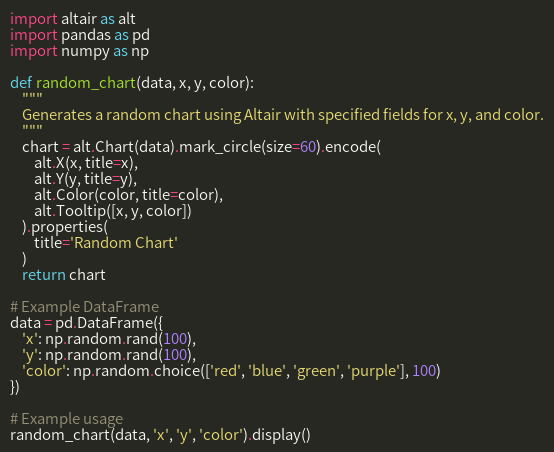 import altair as alt
import pandas as pd
import numpy as np

def random_chart(data, x, y, color):
    """
    Generates a random chart using Altair with specified fields for x, y, and color.
    """
    chart = alt.Chart(data).mark_circle(size=60).encode(
        alt.X(x, title=x),
        alt.Y(y, title=y),
        alt.Color(color, title=color),
        alt.Tooltip([x, y, color])
    ).properties(
        title='Random Chart'
    )
    return chart

# Example DataFrame
data = pd.DataFrame({
    'x': np.random.rand(100),
    'y': np.random.rand(100),
    'color': np.random.choice(['red', 'blue', 'green', 'purple'], 100)
})

# Example usage
random_chart(data, 'x', 'y', 'color').display()